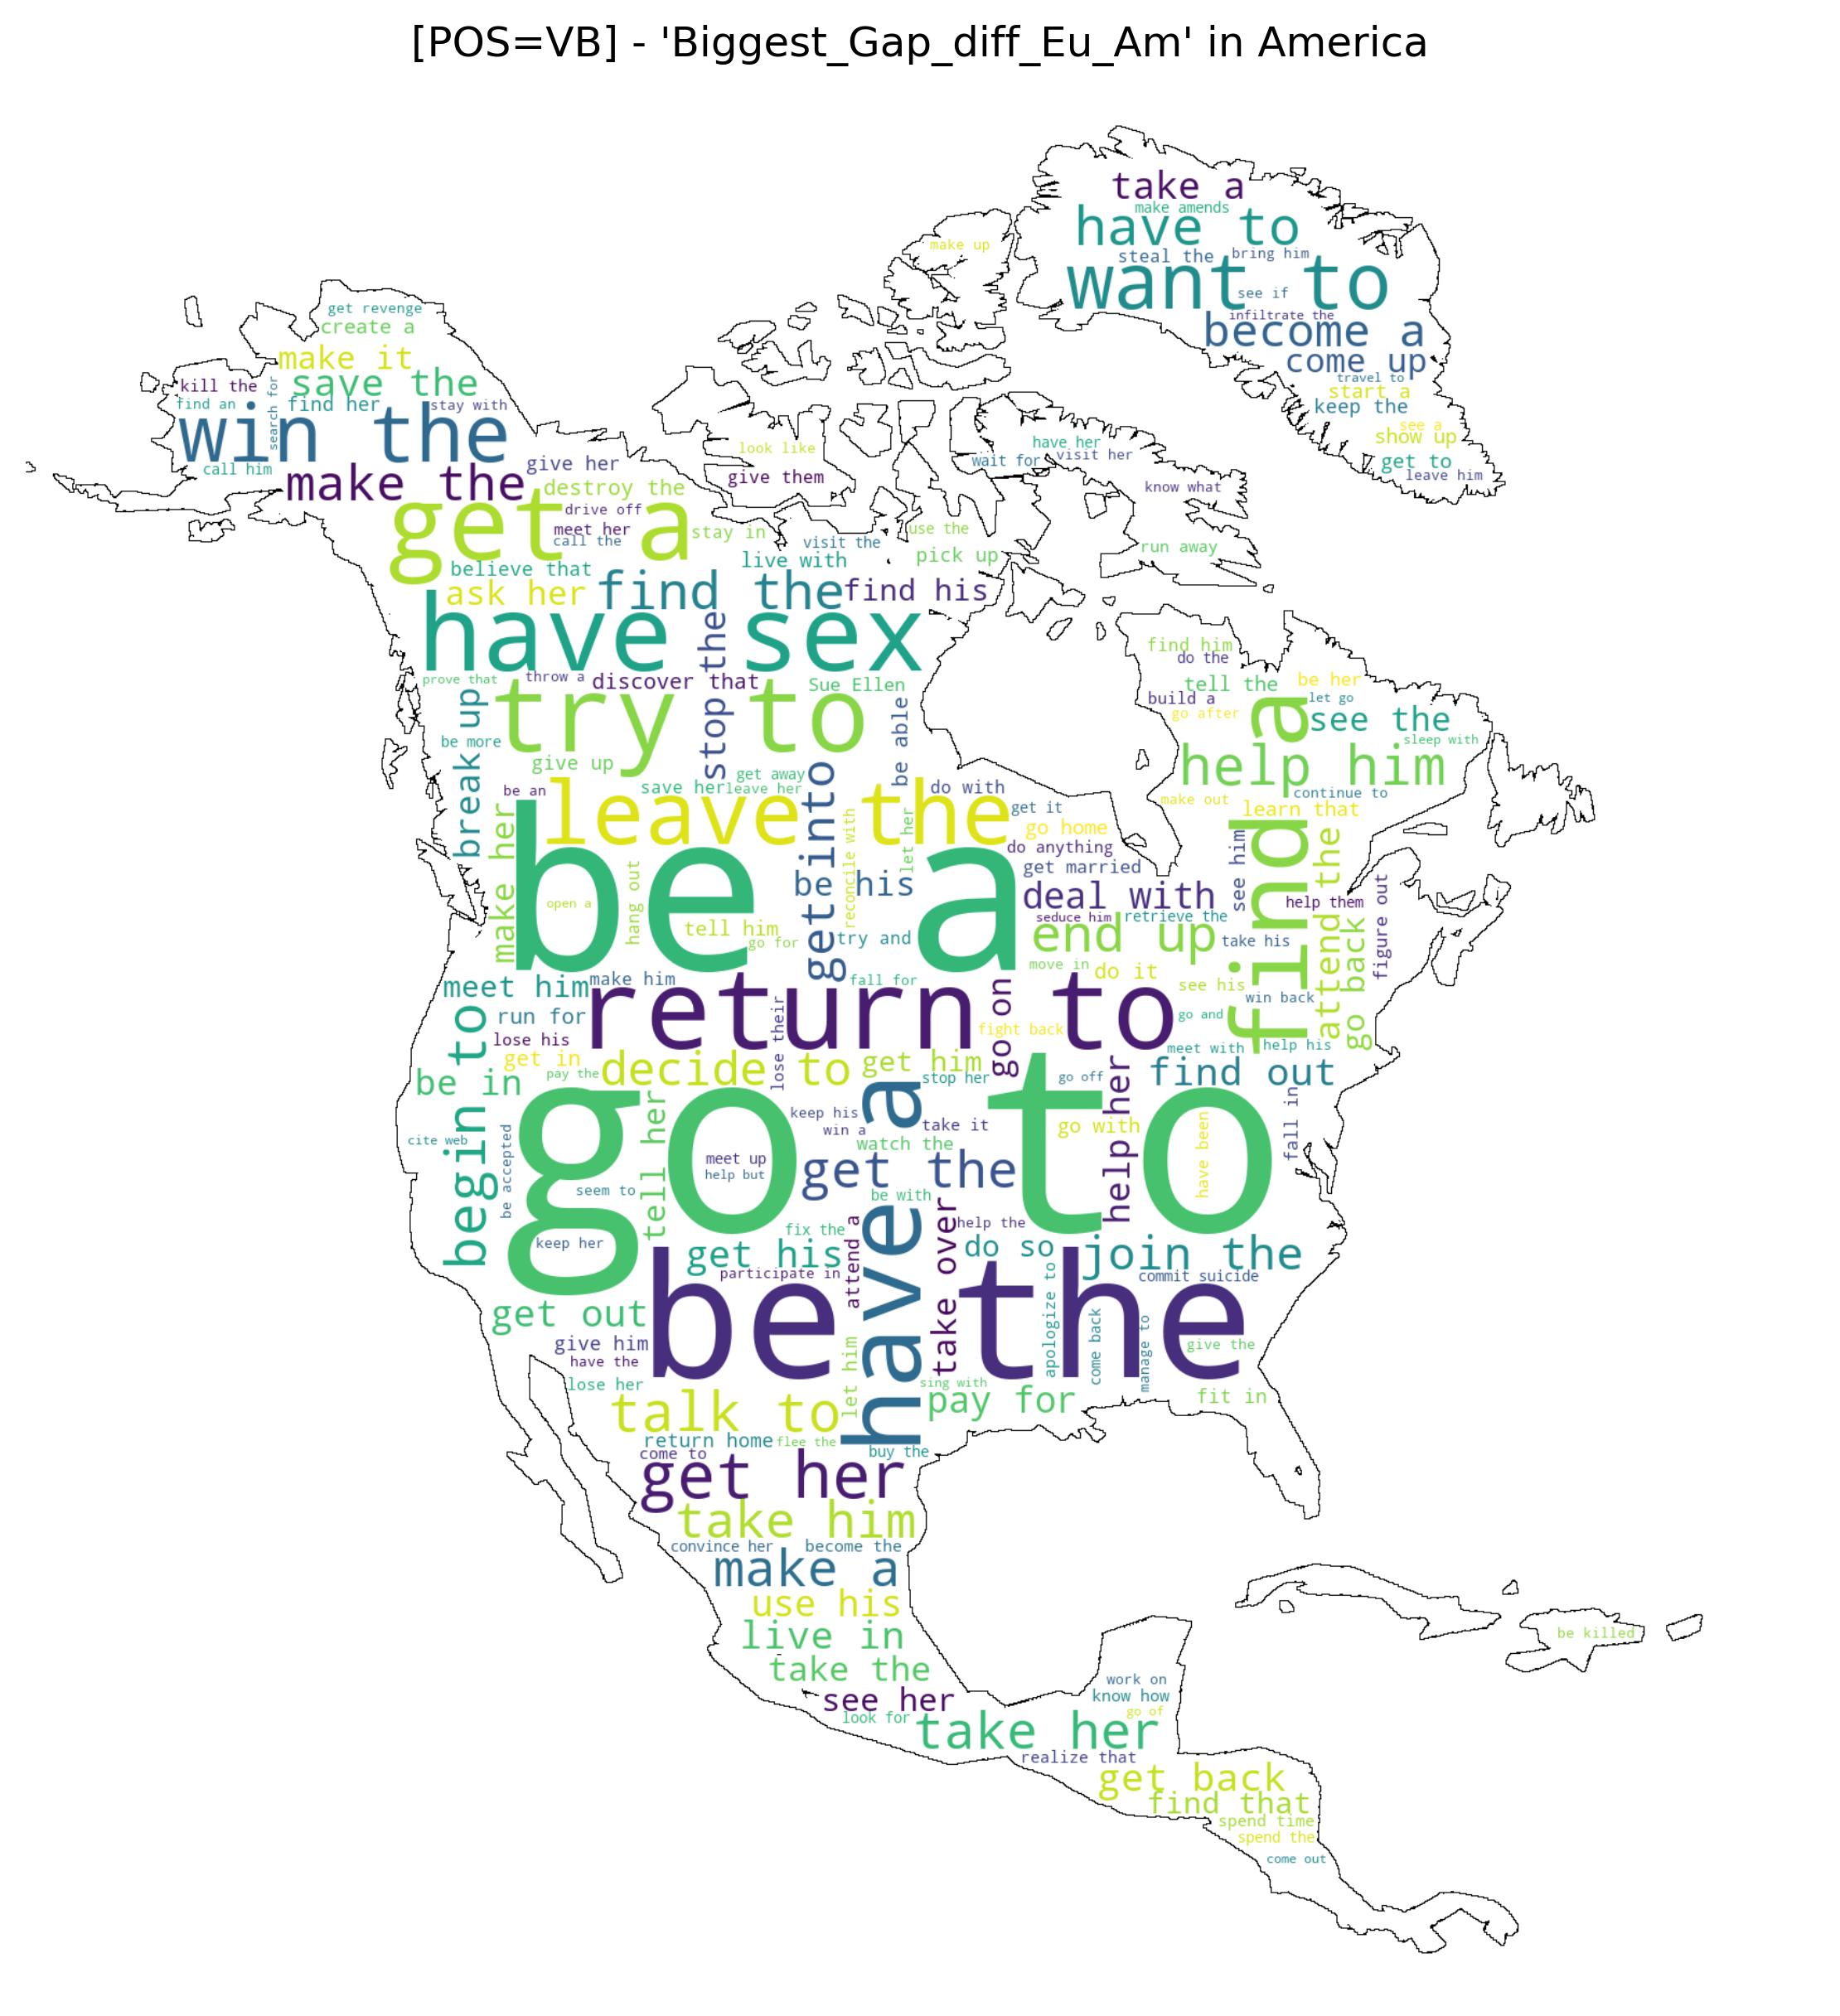 [POS=VB] - 'Biggest_Gap_diff_Eu_Am' in America
take a
make amends
have to
steal the
bring him
want to
see if
infiltrate the
become a
come up
travel to
start a
keep the
see a
show up
get to
leave him
make up
get revenge
create a
make it
kill the
save the
search for
find an
find her
stay with
win the
call him
make the
give her
destroy the
get a
drive off
meet her
call the
stay in
look like
give them
have her
wait for
visit her
know what
run away
use the
visit the
pick up
live with
believe that
ask her
find the
find his
have sex
stop the
prove that
throw a
discover that
Sue Ellen
try to
break up
be more
be able
give up
find him
do the
tell the
be her
build a
let go
go after
see the
sleep with
help him
find a
continue to
make out
learn that
get away
save her
leave her
be an
leave the
do with
get it
go home
do anything
get married
make her
get into
let her
reconcile with
be a
be his
open a
hang out
tell him
go for
try and
deal with
seduce him
retrieve the
end up
take his
see him
help them
attend the
go back
figure out
move in
do it
see his
win back
go and
meet him
make him
fall for
return to
run for
lose his
lose their
go on
fight back
meet with
help his
begin to
get in
pay the
decide to
get him
stop her
go off
find out
be in
go to
have a
help her
keep his
win a
take it
go with
have been
fall in
cite web
be accepted
tell her
watch the
meet up
help but
get the
seem to
be with
take over
help the
fix the
keep her
get his
attend a
do so
join the
participate in
apologize to
commit suicide
be the
get out
give him
have the
lose her
let him
come back
manage to
give the
sing with
pay for
fit in
talk to
return home
flee the
come to
buy the
get her
take him
convince her
become the
make a
use his
live in
take the
see her
look for
take her
be killed
work on
know how
go of
realize that
get back
find that
spend time
spend the
come out